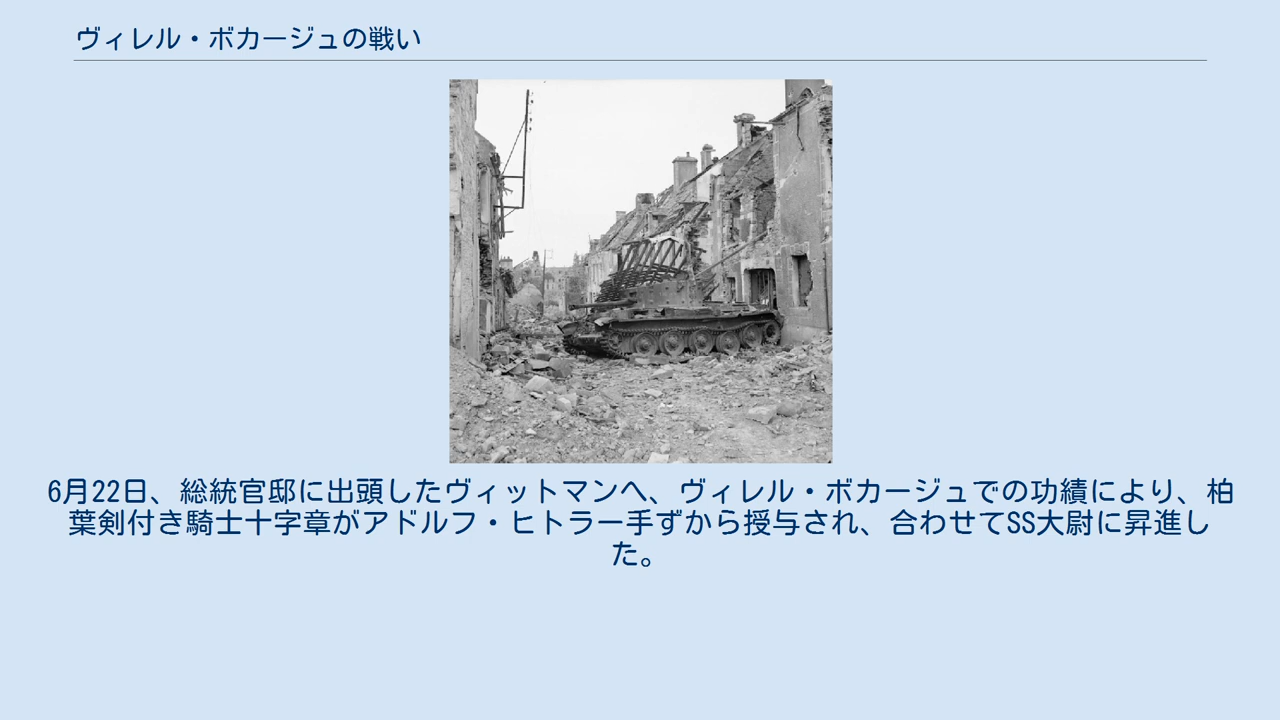 ヴィレル・ボカージュの戦い
6月22日、総統官邸に出頭したヴィットマンへ、ヴィレル・ボカージュでの功績により、柏
葉剣付き騎士十字章がアドルフ・ヒトラー手ずから授与され、合わせてSS大尉に昇進し
た。